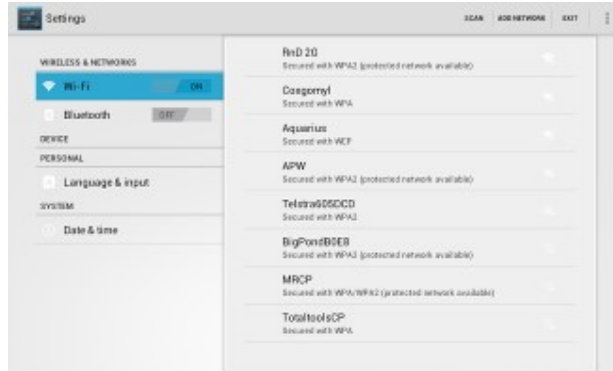 Settings
SCAN ADD NETWORK EXIT
WIRELESS & NETWORKS
Wi-Fi ON
Bluetooth OFF
DEVICE
PERSONAL
Language & input
SYSTEM
Date & time
RnD 2G
Secured with WPA2 (protected network available)
Cosgomyl
Secured with WPA
Aquarius
Secured with WEP
APW
Secured with WPA2 (protected network available)
Telstra605DCD
Secured with WPA2
BigPondB0E8
Secured with WPA2 (protected network available)
MRCP
Secured with WPA/WPA2 (protected network available)
TotaltoolsCP
Secured with WPA